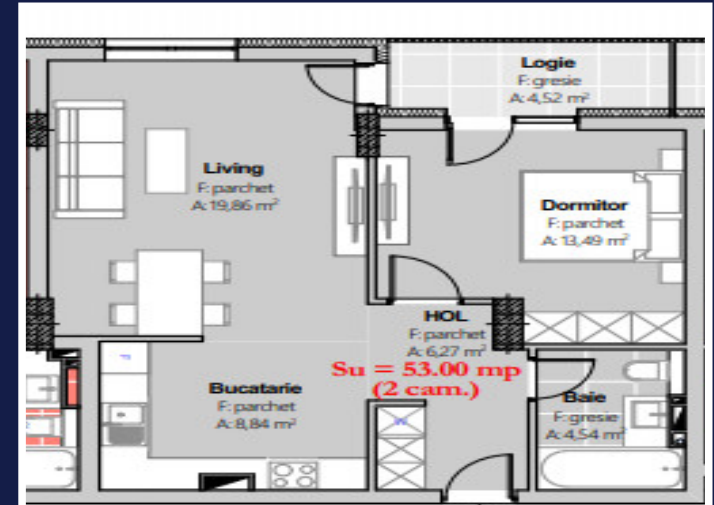 Logie
F: gresie
A: 4,52 m²
Living
F: parchet
A: 19,86 m²
Dormitor
F: parchet
A: 13,49 m²
HOL
F: parchet
A: 6,27 m²
Su = 53.00 mp
(2 cam.)
Bucatarie
F: parchet
A: 8,84 m²
Baie
F: gresie
A: 4,54 m²